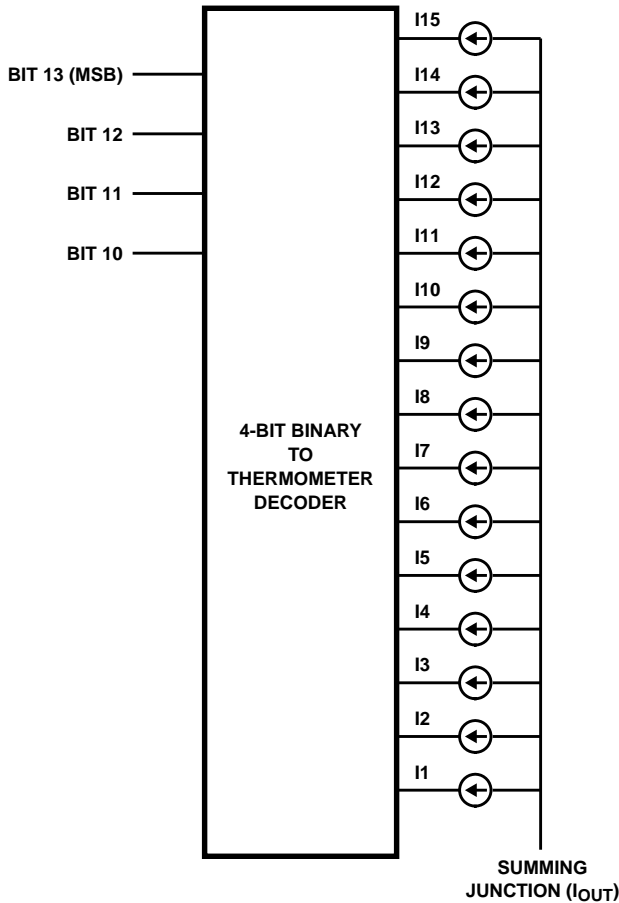 BIT 13 (MSB)
BIT 12
BIT 11
BIT 10
4-BIT BINARY
TO
THERMOMETER
DECODER
I15
I14
I13
I12
I11
I10
I9
I8
I7
I6
I5
I4
I3
I2
I1
SUMMING
JUNCTION (IOUT)